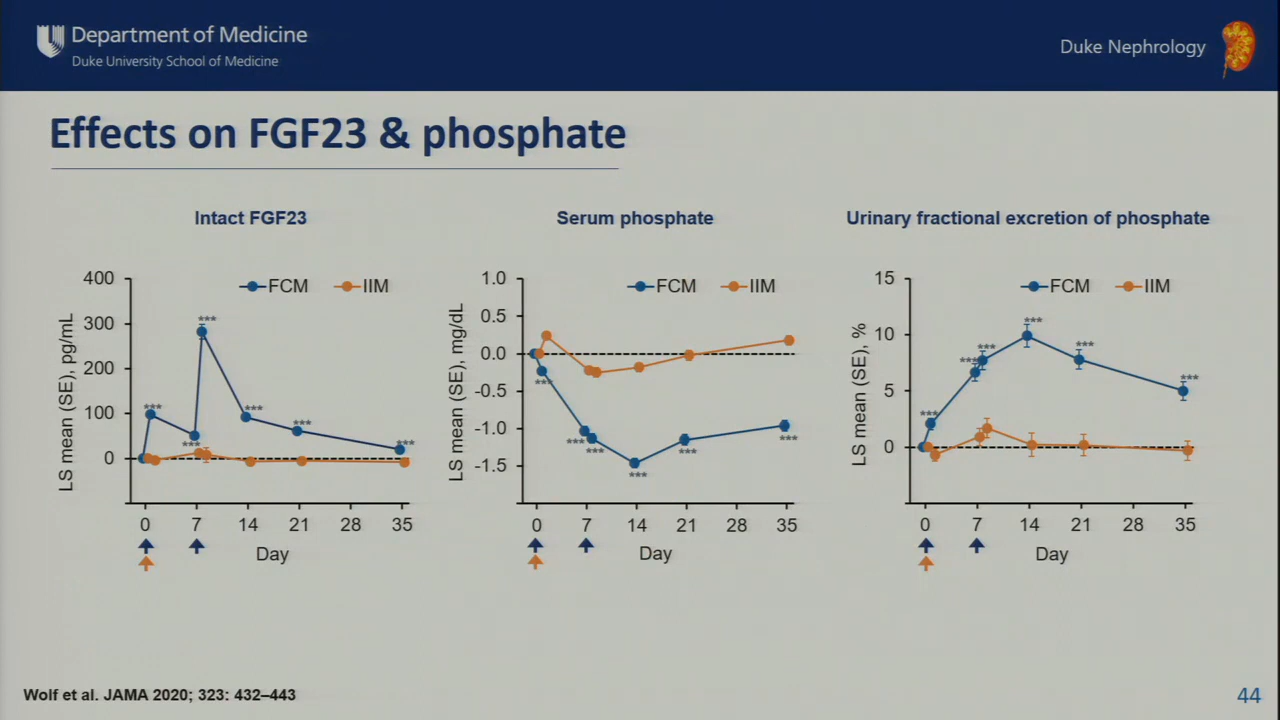 Department of Medicine
Duke University School of Medicine
Duke Nephrology
Effects on FGF23 & phosphate
Intact FGF23
Serum phosphate
Urinary fractional excretion of phosphate
400
300
200
100
0
LS mean (SE), pg/mL
FCM
IIM
***
***
***
***
***
***
0
7
14
21
28
35
Day
1.0
0.5
0.0
-0.5
-1.0
-1.5
LS mean (SE), mg/dL
FCM
IIM
***
***
***
***
***
***
0
7
14
21
28
35
Day
15
10
5
0
LS mean (SE), %
FCM
IIM
***
***
***
***
***
***
0
7
14
21
28
35
Day
Wolf et al. JAMA 2020; 323: 432–443
44